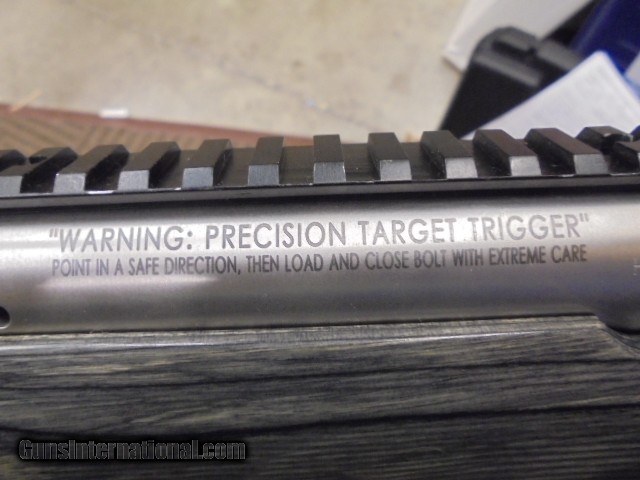 "WARNING: PRECISION TARGET TRIGGER"
POINT IN A SAFE DIRECTION, THEN LOAD AND CLOSE BOLT WITH EXTREME CARE
GunsInternational.com